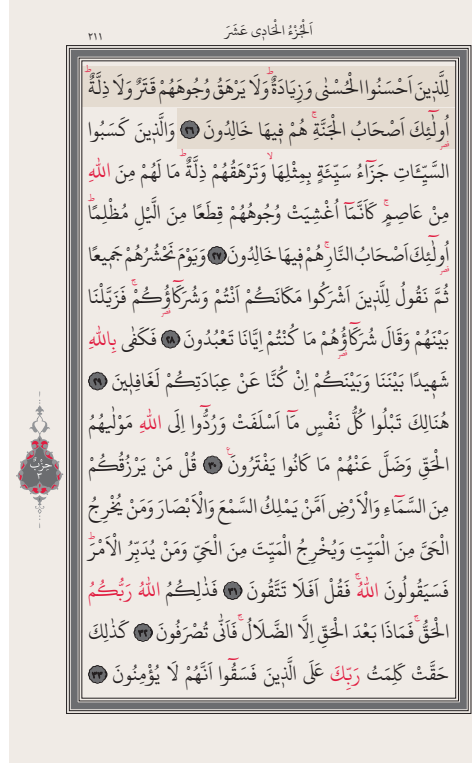 اَلْجُزْءُ الْحَادِي عَشَرَ
٢١١
لِلَّذٖينَ اَحْسَنُوا الْحُسْنٰى وَزِيَادَةٌؕ وَلَا يَرْهَقُ وُجُوهَهُمْ قَتَرٌ وَلَا ذِلَّةٌؕ
اُو۬لٰٓئِكَ اَصْحَابُ الْجَنَّةِۚ هُمْ فٖيهَا خَالِدُونَ ﴿٢٦﴾ وَالَّذٖينَ كَسَبُوا
السَّيِّـَٔاتِ جَزَٓاءُ سَيِّئَةٍ بِمِثْلِهَاۙ وَتَرْهَقُهُمْ ذِلَّةٌؕ مَا لَهُمْ مِنَ اللّٰهِ
مِنْ عَاصِمٍۚ كَاَنَّمَٓا اُغْشِيَتْ وُجُوهُهُمْ قِطَعًا مِنَ الَّيْلِ مُظْلِمًاؕ
اُو۬لٰٓئِكَ اَصْحَابُ النَّارِۚ هُمْ فٖيهَا خَالِدُونَ ﴿٢٧﴾ وَيَوْمَ نَحْشُرُهُمْ جَمٖيعًا
ثُمَّ نَقُولُ لِلَّذٖينَ اَشْرَكُوا مَكَانَكُمْ اَنْتُمْ وَشُرَكَٓاؤُ۬كُمْۚ فَزَيَّلْنَا
بَيْنَهُمْ وَقَالَ شُرَكَٓاؤُ۬هُمْ مَا كُنْتُمْ اِيَّانَا تَعْبُدُونَ ﴿٢٨﴾ فَكَفٰى بِاللّٰهِ
شَهٖيدًا بَيْنَنَا وَبَيْنَكُمْ اِنْ كُنَّا عَنْ عِبَادَتِكُمْ لَغَافِلٖينَ ﴿٢٩﴾
هُنَالِكَ تَبْلُوا كُلُّ نَفْسٍ مَٓا اَسْلَفَتْ وَرُدُّٓوا اِلَى اللّٰهِ مَوْلٰيهُمُ
الْحَقِّ وَضَلَّ عَنْهُمْ مَا كَانُوا يَفْتَرُونَۚ ﴿٣٠﴾ قُلْ مَنْ يَرْزُقُكُمْ
مِنَ السَّمَٓاءِ وَالْاَرْضِ اَمَّنْ يَمْلِكُ السَّمْعَ وَالْاَبْصَارَ وَمَنْ يُخْرِجُ
الْحَيَّ مِنَ الْمَيِّتِ وَيُخْرِجُ الْمَيِّتَ مِنَ الْحَيِّ وَمَنْ يُدَبِّرُ الْاَمْرَؕ
فَسَيَقُولُونَ اللّٰهُۚ فَقُلْ اَفَلَا تَتَّقُونَ ﴿٣١﴾ فَذٰلِكُمُ اللّٰهُ رَبُّكُمُ
الْحَقُّۚ فَمَاذَا بَعْدَ الْحَقِّ اِلَّا الضَّلَالُۚ فَاَنّٰى تُصْرَفُونَ ﴿٣٢﴾ كَذٰلِكَ
حَقَّتْ كَلِمَتُ رَبِّكَ عَلَى الَّذٖينَ فَسَقُٓوا اَنَّهُمْ لَا يُؤْمِنُونَ ﴿٣٣﴾
حِزْب